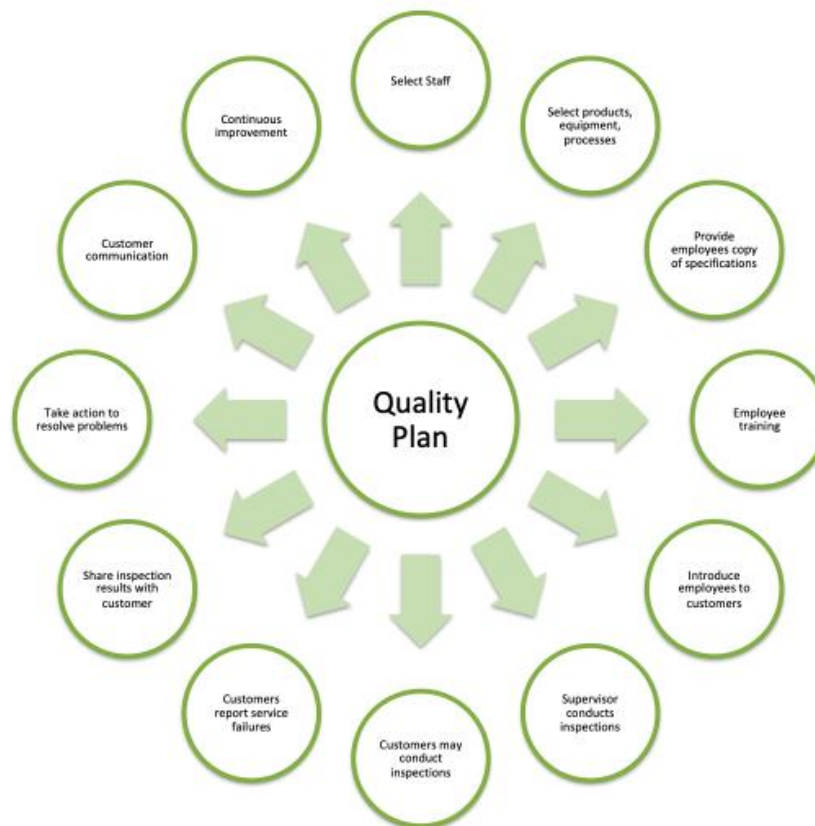 Quality
Plan
Select Staff
Select products,
equipment,
processes
Provide
employees copy
of specifications
Employee
training
Introduce
employees to
customers
Supervisor
conducts
inspections
Customers may
conduct
inspections
Customers
report service
failures
Share inspection
results with
customer
Take action to
resolve problems
Customer
communication
Continuous
improvement